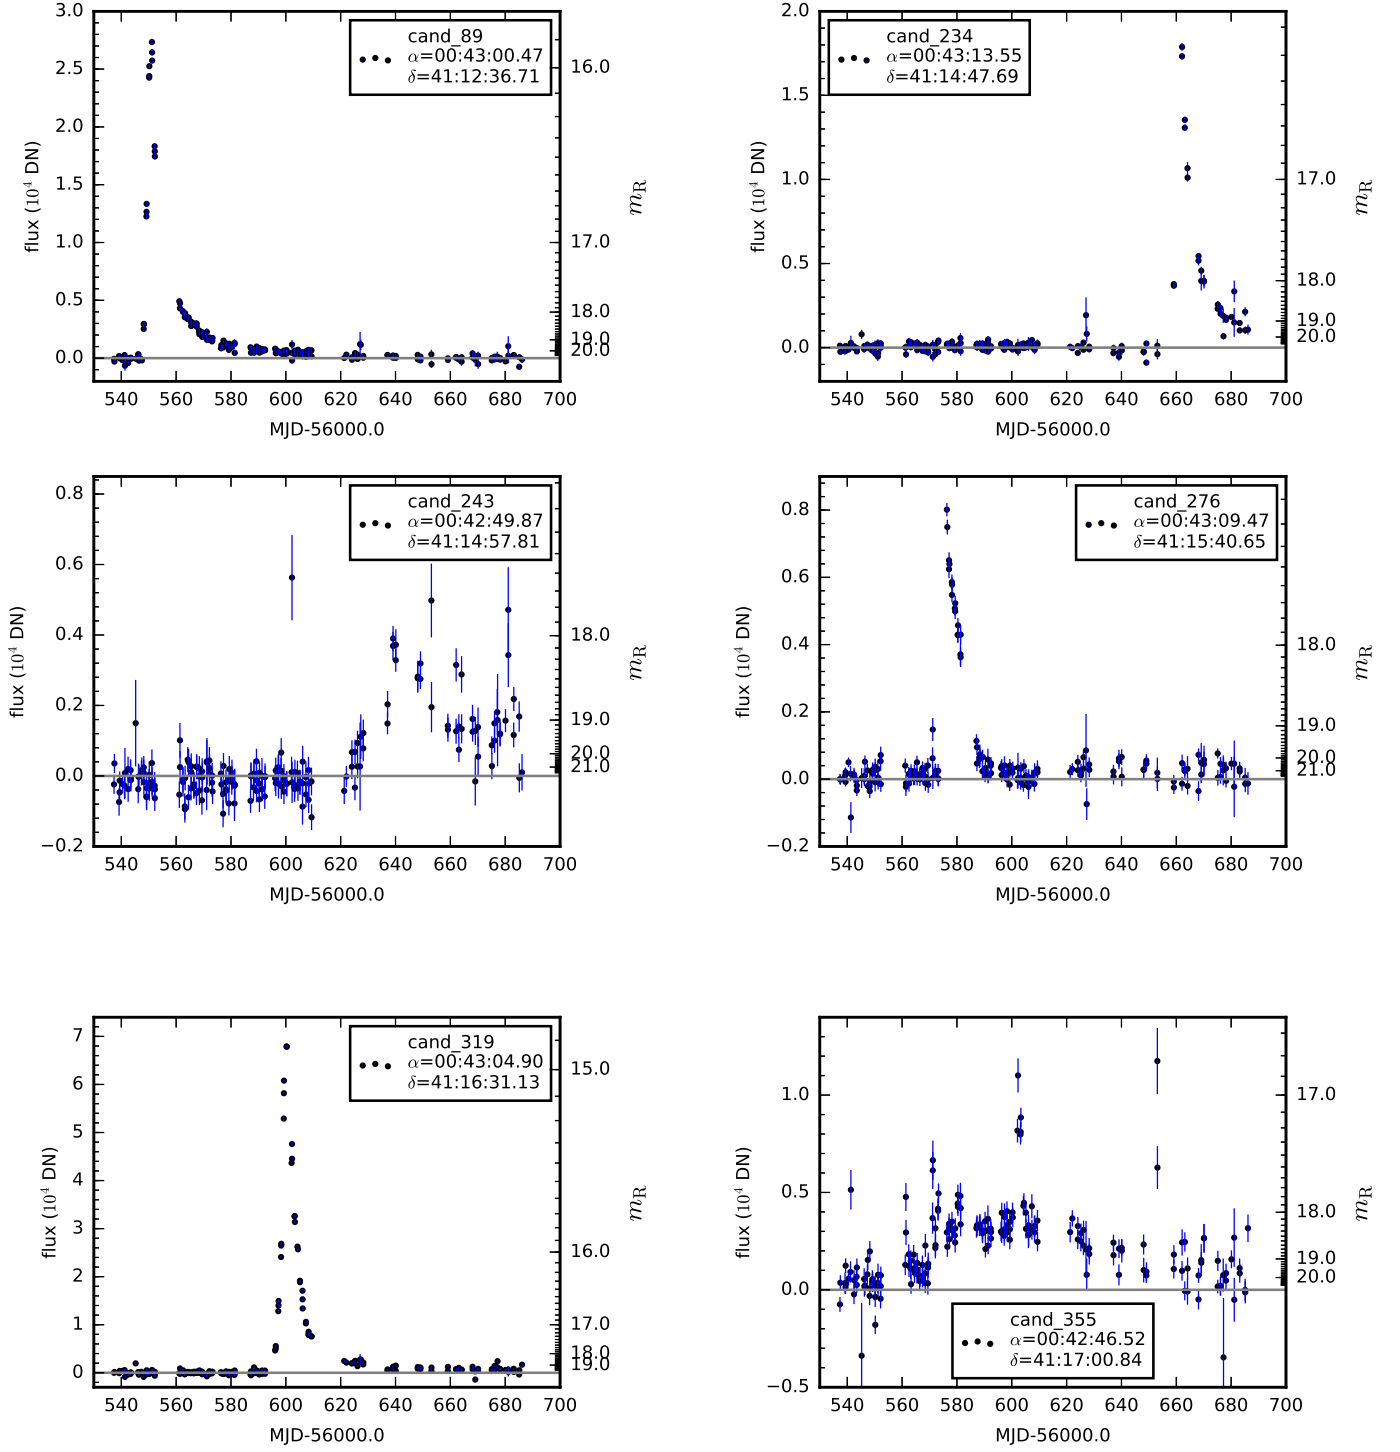 3.0
2.5
2.0
1.5
1.0
0.5
0.0
flux (10⁴ DN)
cand_89
α=00:43:00.47
δ=41:12:36.71
16.0
17.0
18.0
19.0
20.0
m_R
540 560 580 600 620 640 660 680 700
MJD-56000.0
2.0
1.5
1.0
0.5
0.0
flux (10⁴ DN)
cand_234
α=00:43:13.55
δ=41:14:47.69
17.0
18.0
19.0
20.0
m_R
540 560 580 600 620 640 660 680 700
MJD-56000.0
0.8
0.6
0.4
0.2
0.0
−0.2
flux (10⁴ DN)
cand_243
α=00:42:49.87
δ=41:14:57.81
18.0
19.0
20.0
21.0
m_R
540 560 580 600 620 640 660 680 700
MJD-56000.0
0.8
0.6
0.4
0.2
0.0
−0.2
flux (10⁴ DN)
cand_276
α=00:43:09.47
δ=41:15:40.65
18.0
19.0
20.0
21.0
m_R
540 560 580 600 620 640 660 680 700
MJD-56000.0
7
6
5
4
3
2
1
0
flux (10⁴ DN)
cand_319
α=00:43:04.90
δ=41:16:31.13
15.0
16.0
17.0
18.0
19.0
m_R
540 560 580 600 620 640 660 680 700
MJD-56000.0
1.0
0.5
0.0
−0.5
flux (10⁴ DN)
cand_355
α=00:42:46.52
δ=41:17:00.84
17.0
18.0
19.0
20.0
m_R
540 560 580 600 620 640 660 680 700
MJD-56000.0